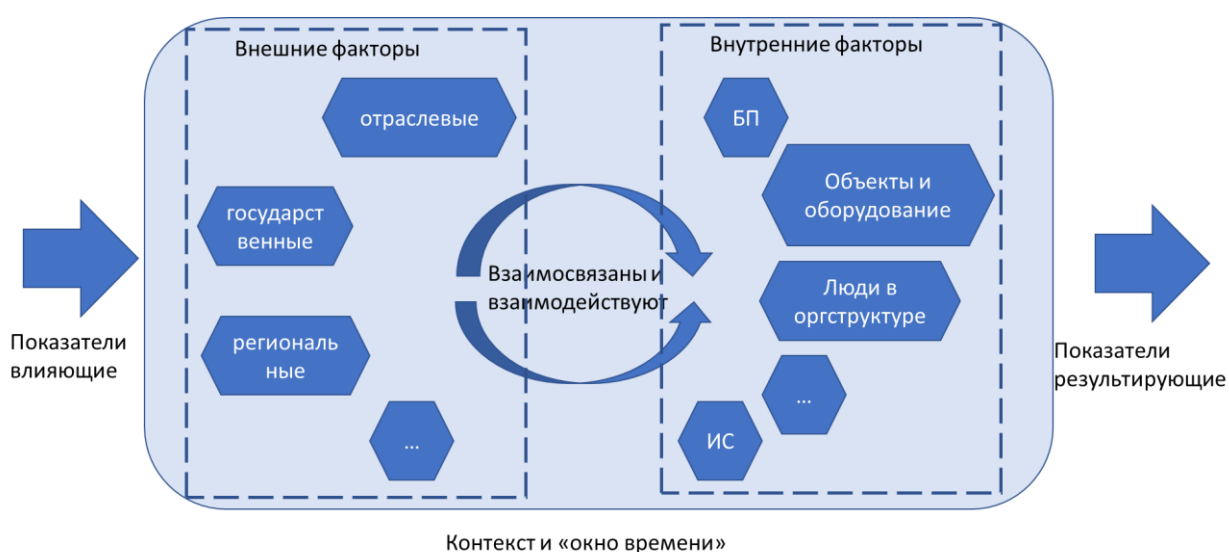 Внешние факторы
отраслевые
государст
венные
региональ
ные
...
Взаимосвязаны и
взаимодействуют
Внутренние факторы
БП
Объекты и
оборудование
Люди в
оргструктуре
...
ИС
Показатели
влияющие
Показатели
результирующие
Контекст и «окно времени»